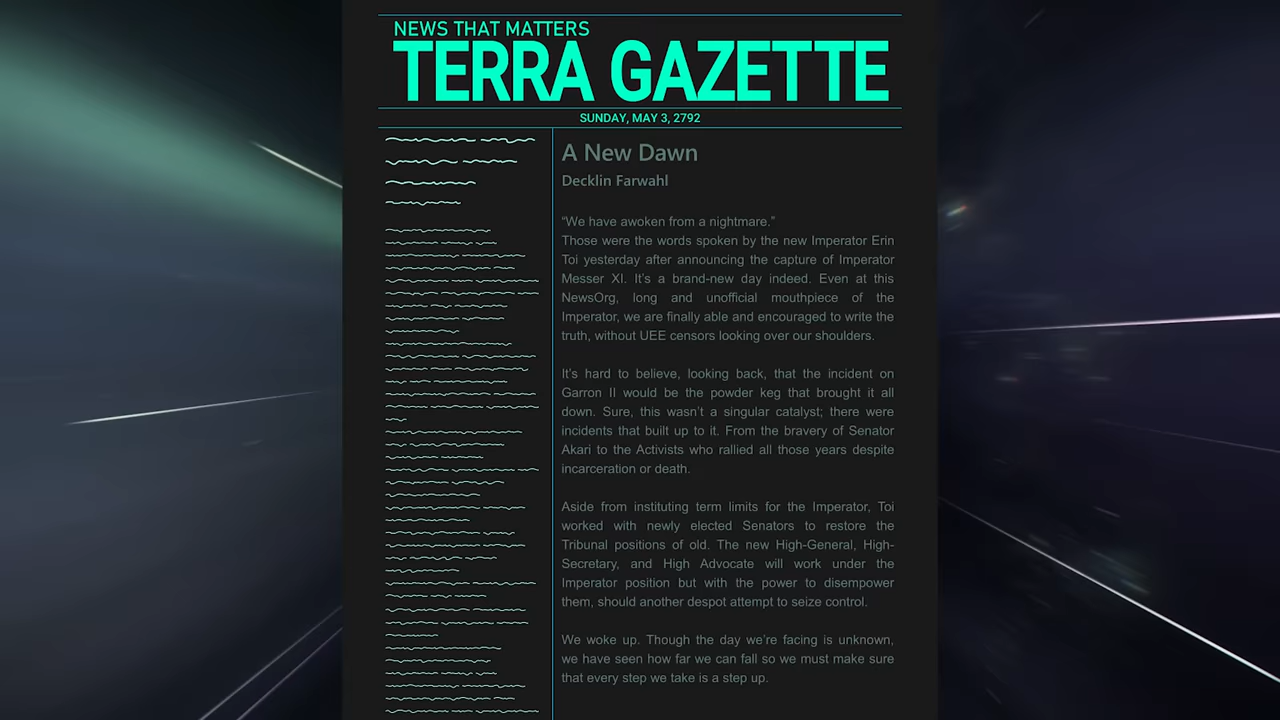 NEWS THAT MATTERS
TERRA GAZETTE
SUNDAY, MAY 3, 2792
A New Dawn
Decklin Farwahl
“We have awoken from a nightmare.”
Those were the words spoken by the new Imperator Erin
Toi yesterday after announcing the capture of Imperator
Messer XI. It’s a brand-new day indeed. Even at this
NewsOrg, long and unofficial mouthpiece of the
Imperator, we are finally able and encouraged to write the
truth, without UEE censors looking over our shoulders.
It’s hard to believe, looking back, that the incident on
Garron II would be the powder keg that brought it all
down. Sure, this wasn’t a singular catalyst; there were
incidents that built up to it. From the bravery of Senator
Akari to the Activists who rallied all those years despite
incarceration or death.
Aside from instituting term limits for the Imperator, Toi
worked with newly elected Senators to restore the
Tribunal positions of old. The new High-General, High-
Secretary, and High Advocate will work under the
Imperator position but with the power to disempower
them, should another despot attempt to seize control.
We woke up. Though the day we’re facing is unknown,
we have seen how far we can fall so we must make sure
that every step we take is a step up.